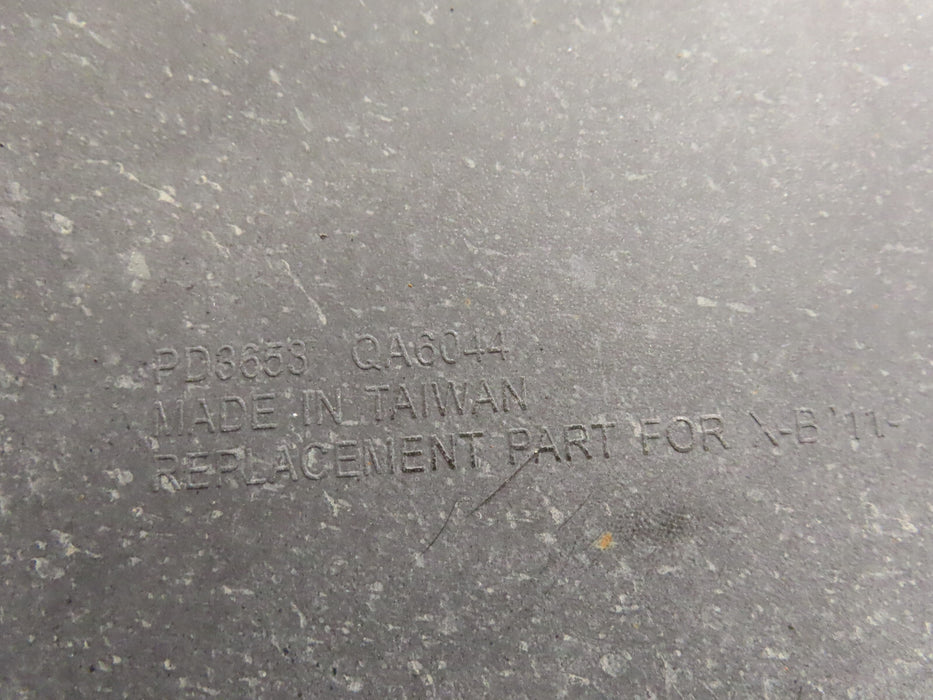 PD3653 QA6044
MADE IN TAIWAN
REPLACEMENT PART FOR \-B '11-